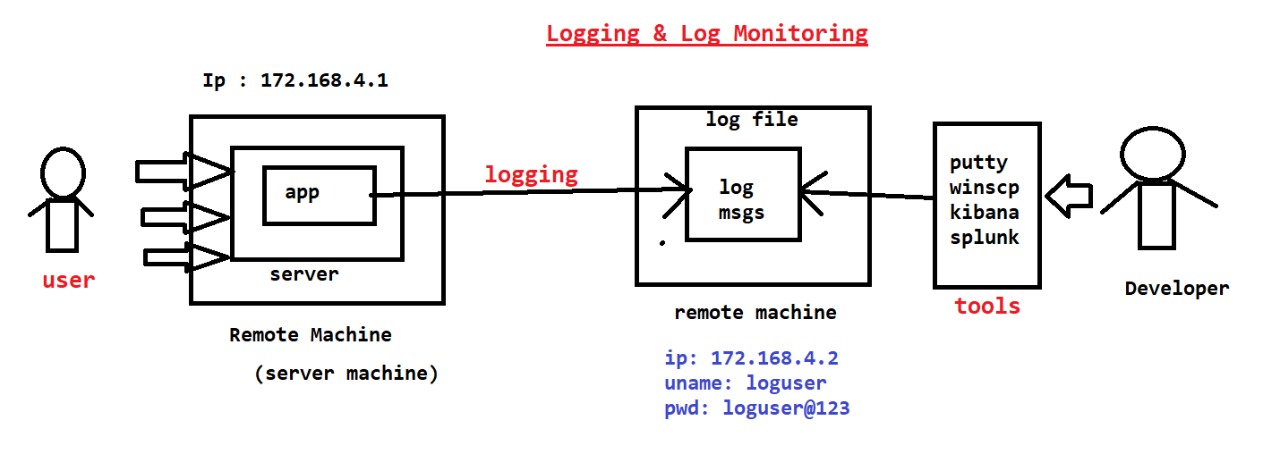 Logging & Log Monitoring
Ip : 172.168.4.1
user
app
server
Remote Machine
(server machine)
logging
log file
log
msgs
remote machine
ip: 172.168.4.2
uname: loguser
pwd: loguser@123
putty
winscp
kibana
splunk
tools
Developer